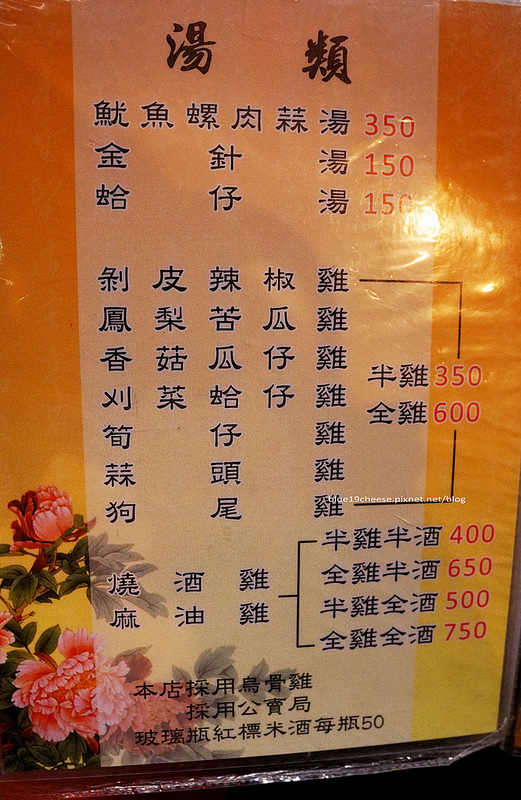 湯類
魷魚螺肉蒜湯 350
金針湯 150
蛤仔湯 150
剝皮辣椒雞
鳳梨苦瓜雞
香菇瓜仔雞
半雞 350
刈菜蛤仔雞
全雞 600
筍仔雞
蒜頭雞
blue19cheese.pixnet.net/blog
狗尾雞
半雞半酒 400
燒酒雞
全雞半酒 650
麻油雞
半雞全酒 500
全雞全酒 750
本店採用烏骨雞
採用公賣局
玻璃瓶紅標米酒每瓶50